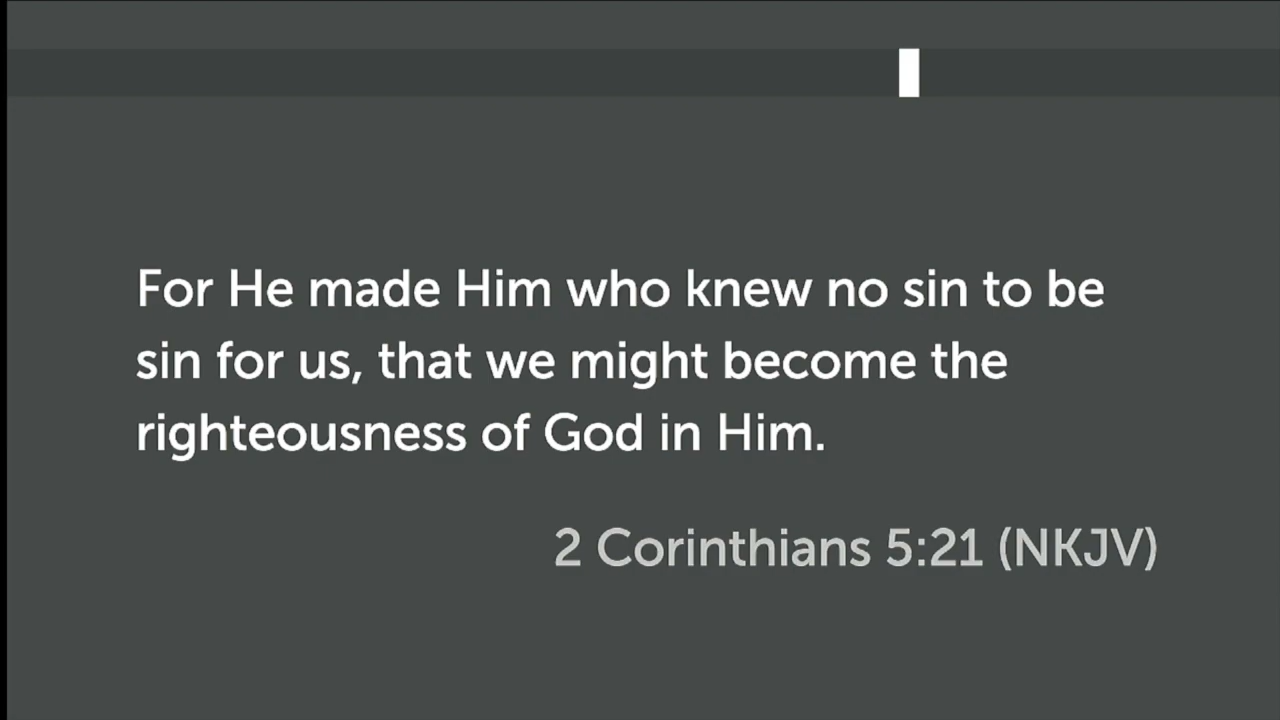 For He made Him who knew no sin to be
sin for us, that we might become the
righteousness of God in Him.
2 Corinthians 5:21 (NKJV)